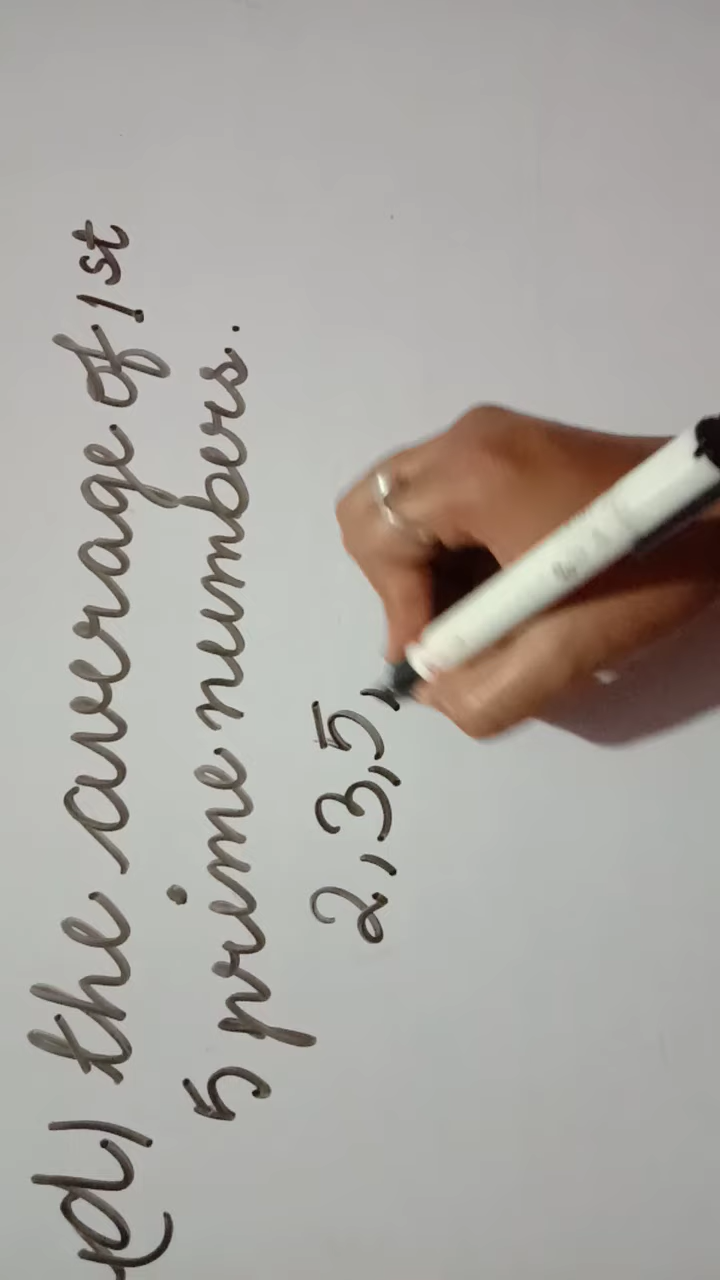 (d) the average of 1st
5 prime numbers.
2,3,5,